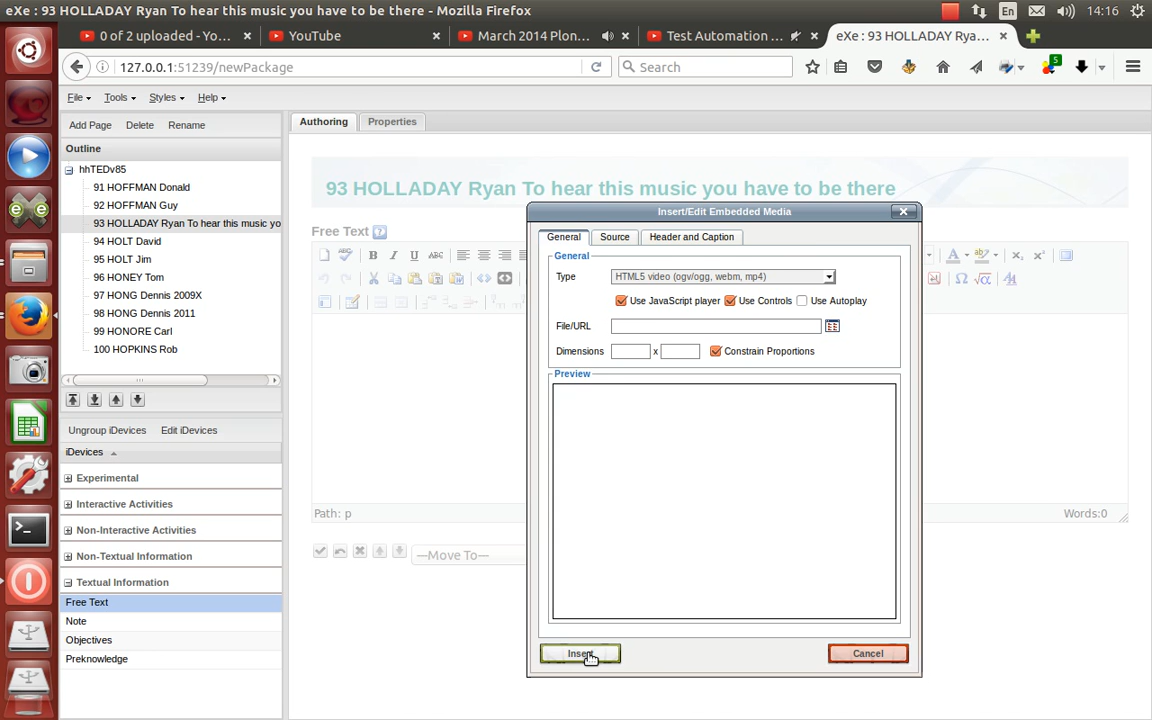 eXe : 93 HOLLADAY Ryan To hear this music you have to be there - Mozilla Firefox
En
14:16
0 of 2 uploaded - Yo...
YouTube
March 2014 Plon...
Test Automation ...
eXe : 93 HOLLADAY Rya...
127.0.0.1:51239/newPackage
Search
5
File
Tools
Styles
Help
Add Page
Delete
Rename
Authoring
Properties
Outline
hhTEDv85
91 HOFFMAN Donald
92 HOFFMAN Guy
93 HOLLADAY Ryan To hear this music yo
94 HOLT David
95 HOLT Jim
96 HONEY Tom
97 HONG Dennis 2009X
98 HONG Dennis 2011
99 HONORE Carl
100 HOPKINS Rob
Ungroup iDevices
Edit iDevices
iDevices
Experimental
Interactive Activities
Non-Interactive Activities
Non-Textual Information
Textual Information
Free Text
Note
Objectives
Preknowledge
93 HOLLADAY Ryan To hear this music you have to be there
Free Text
B I U ABC
Path: p
Words:0
—Move To—
Insert/Edit Embedded Media
General
Source
Header and Caption
General
Type
HTML5 video (ogv/ogg, webm, mp4)
Use JavaScript player
Use Controls
Use Autoplay
File/URL
Dimensions
x
Constrain Proportions
Preview
Insert
Cancel